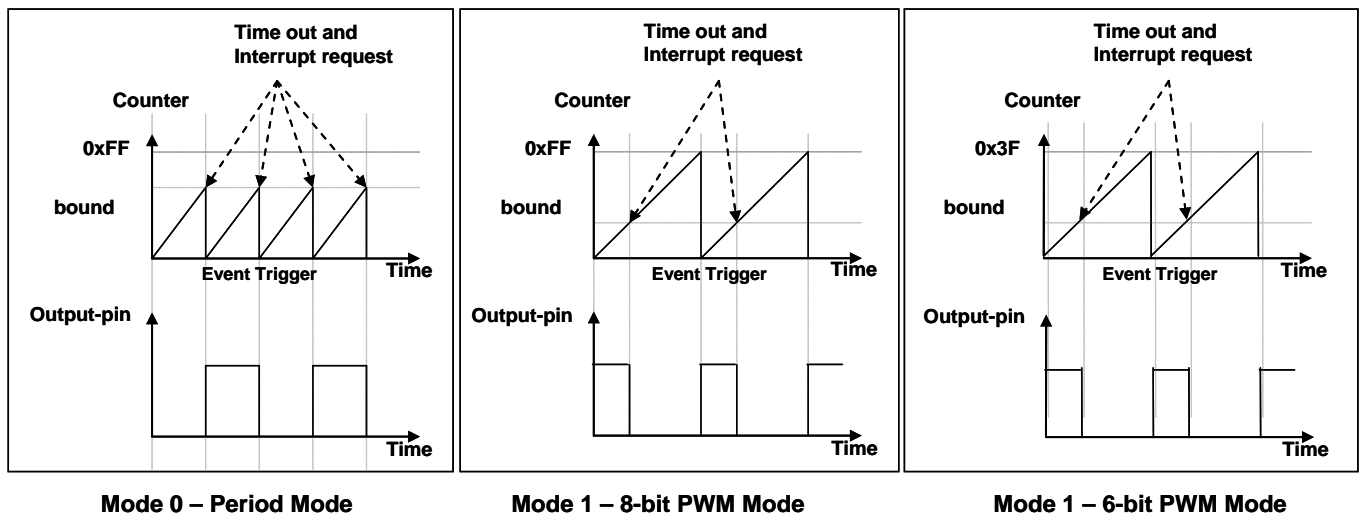 Time out and
Interrupt request
Counter
0xFF
bound
Event Trigger
Time
Output-pin
Time
Mode 0 – Period Mode
Time out and
Interrupt request
Counter
0xFF
bound
Event Trigger
Time
Output-pin
Time
Mode 1 – 8-bit PWM Mode
Time out and
Interrupt request
Counter
0x3F
bound
Event Trigger
Time
Output-pin
Time
Mode 1 – 6-bit PWM Mode